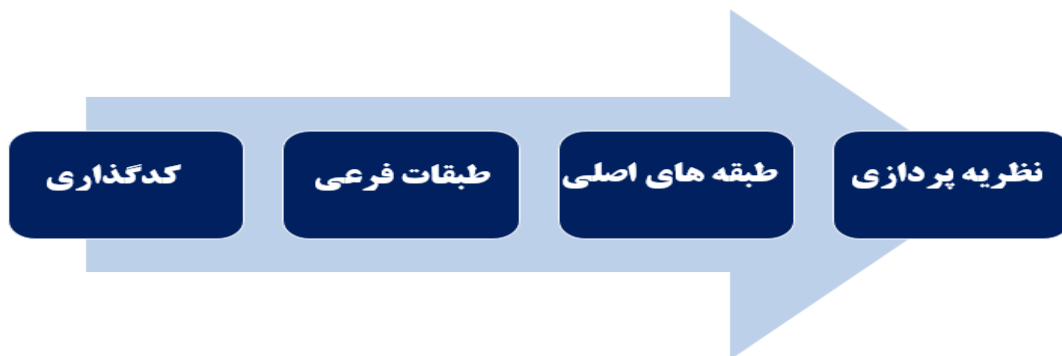 کدگذاری
طبقات فرعی
طبقه های اصلی
نظریه پردازی